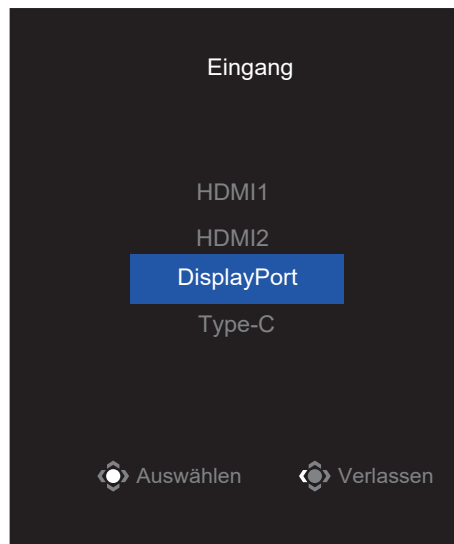 Eingang
HDMI1
HDMI2
DisplayPort
Type-C
Auswählen Verlassen